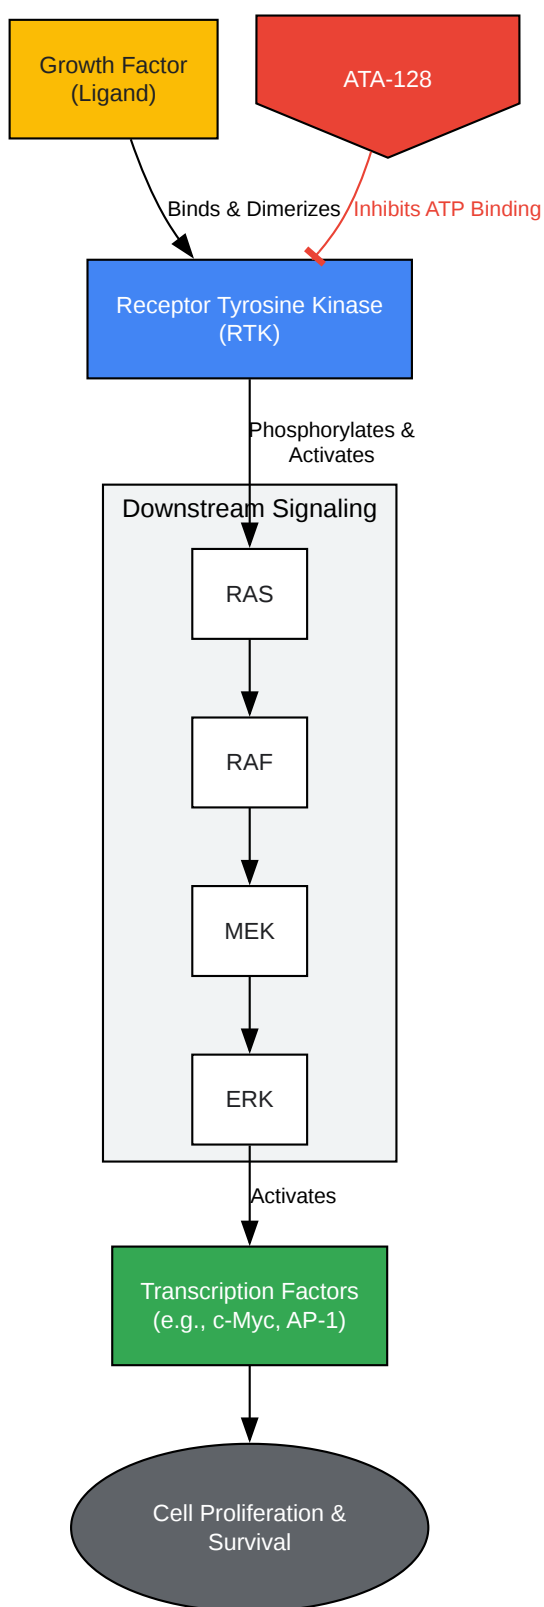 Growth Factor
(Ligand)
ATA-128
Binds & Dimerizes
Inhibits ATP Binding
Receptor Tyrosine Kinase
(RTK)
Phosphorylates &
Activates
Downstream Signaling
RAS
RAF
MEK
ERK
Activates
Transcription Factors
(e.g., c-Myc, AP-1)
Cell Proliferation &
Survival